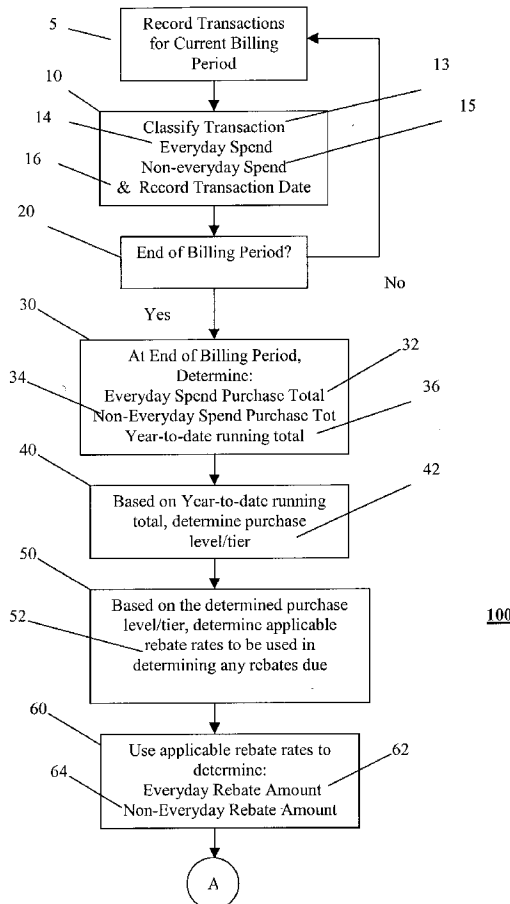 5
Record Transactions
for Current Billing
Period
10
13
14
Classify Transaction
15
Everyday Spend
Non-everyday Spend
16
& Record Transaction Date
20
End of Billing Period?
No
Yes
30
At End of Billing Period,
32
Determine:
34
Everyday Spend Purchase Total
36
Non-Everyday Spend Purchase Tot
Year-to-date running total
40
42
Based on Year-to-date running
total, determine purchase
level/tier
50
Based on the determined purchase
52
level/tier, determine applicable
100
rebate rates to be used in
determining any rebates due
60
Use applicable rebate rates to
62
determine:
64
Everyday Rebate Amount
Non-Everyday Rebate Amount
A